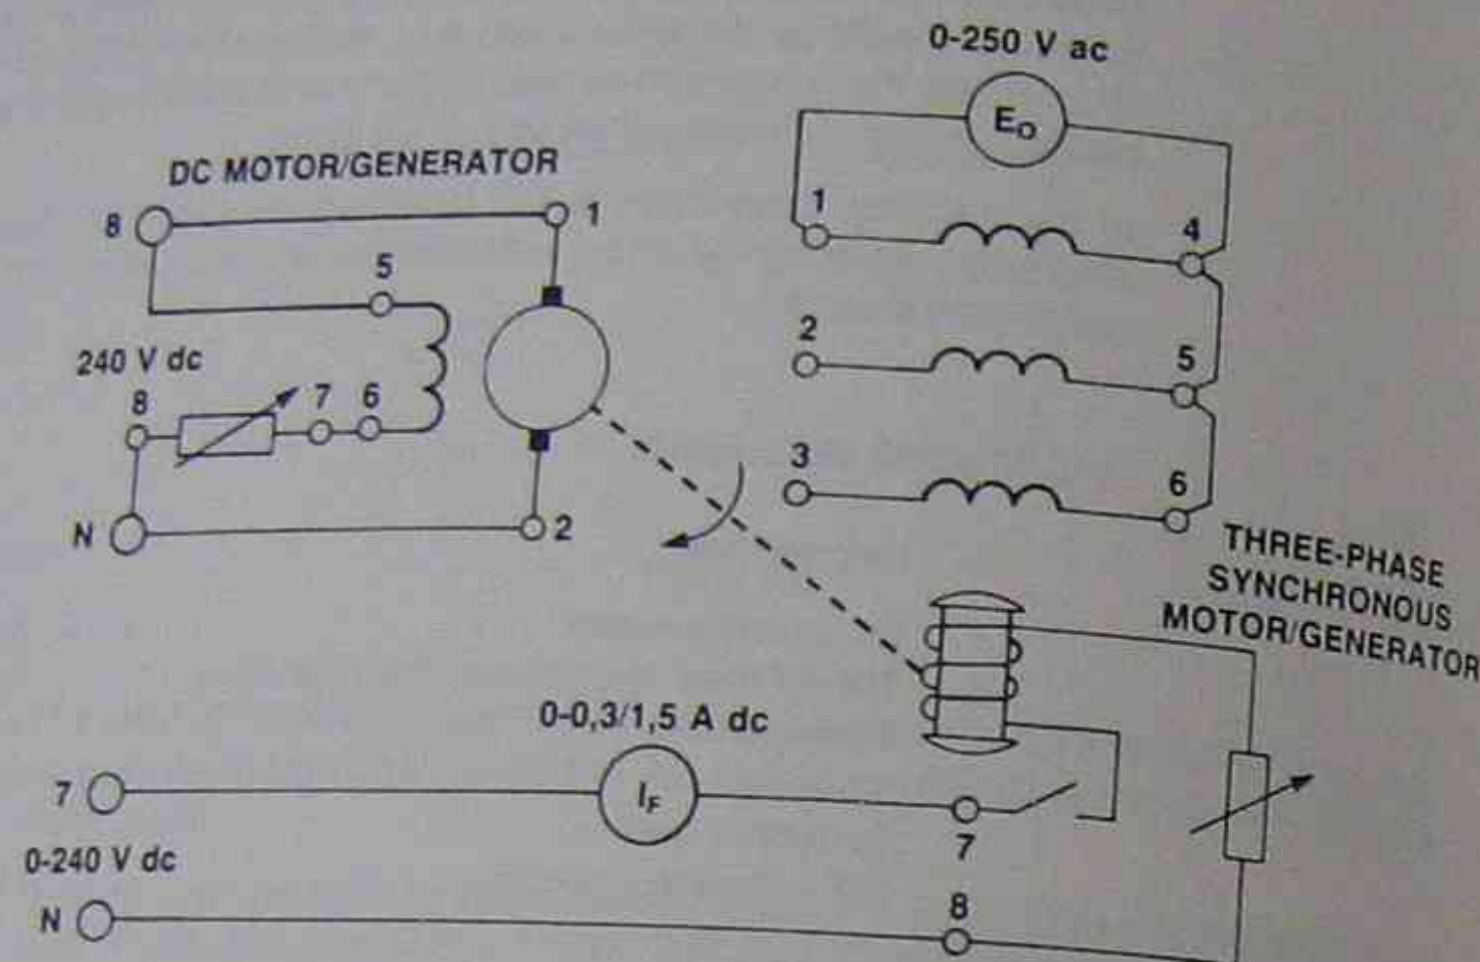 0-250 V ac
E_O
DC MOTOR/GENERATOR
8
1
1
4
5
240 V dc
8
7
6
2
5
3
6
N
2
THREE-PHASE
SYNCHRONOUS
MOTOR/GENERATOR
0-0,3/1,5 A dc
7
I_F
7
0-240 V dc
N
8